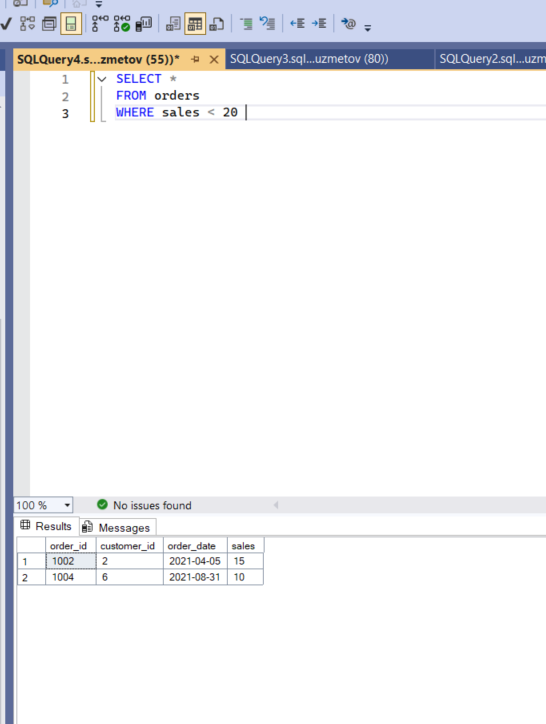 SQLQuery4.s...zmetov (55))*
SQLQuery3.sql...uzmetov (80))
SQLQuery2.sql...uzm
1 SELECT *
2 FROM orders
3 WHERE sales < 20
100 %
No issues found
Results
Messages
order_id customer_id order_date sales
1 1002 2 2021-04-05 15
2 1004 6 2021-08-31 10